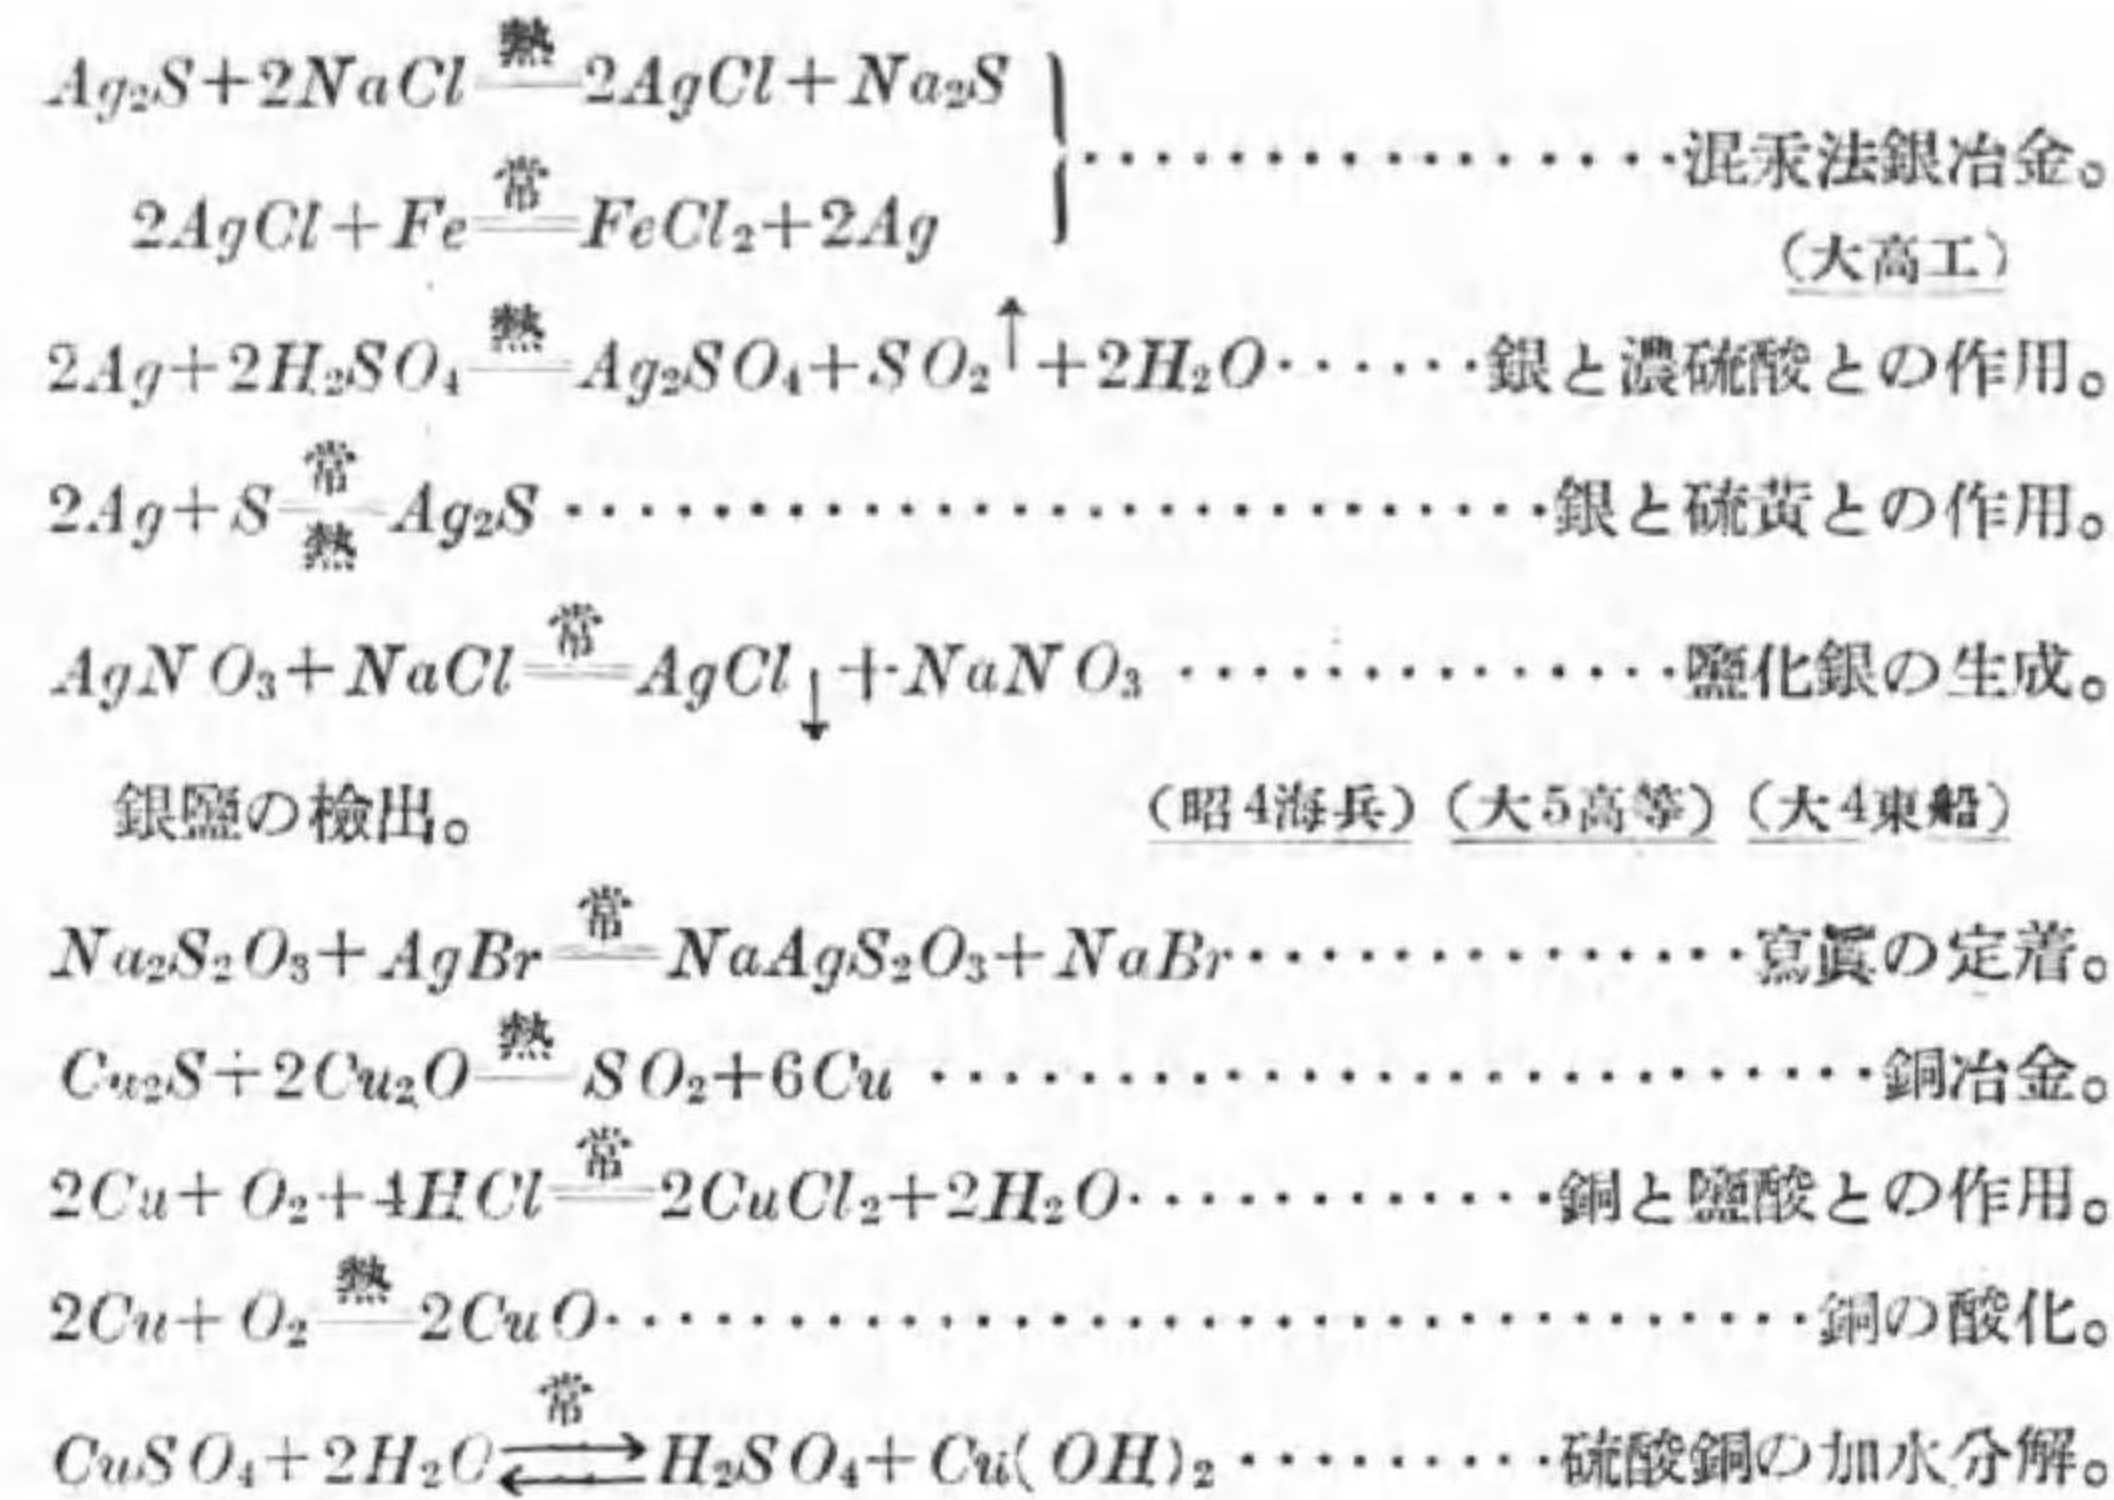 Ag₂S+2NaCl 熱= 2AgCl+Na₂S
2AgCl+Fe 常= FeCl₂+2Ag } ················混汞法銀冶金。
(大高工)
2Ag+2H₂SO₄ 熱= Ag₂SO₄+SO₂↑+2H₂O······銀と濃硫酸との作用。
2Ag+S 常=熱 Ag₂S ···························銀と硫黄との作用。
AgNO₃+NaCl 常= AgCl↓+NaNO₃ ··············鹽化銀の生成。
銀鹽の檢出。 (昭4海兵) (大5高等) (大4東船)
Na₂S₂O₃+AgBr 常= NaAgS₂O₃+NaBr··············寫眞の定着。
Cu₂S+2Cu₂O 熱= SO₂+6Cu ··························銅冶金。
2Cu+O₂+4HCl 常= 2CuCl₂+2H₂O············銅と鹽酸との作用。
2Cu+O₂ 熱= 2CuO·································銅の酸化。
CuSO₄+2H₂O 常⇄ H₂SO₄+Cu(OH)₂·········硫酸銅の加水分解。